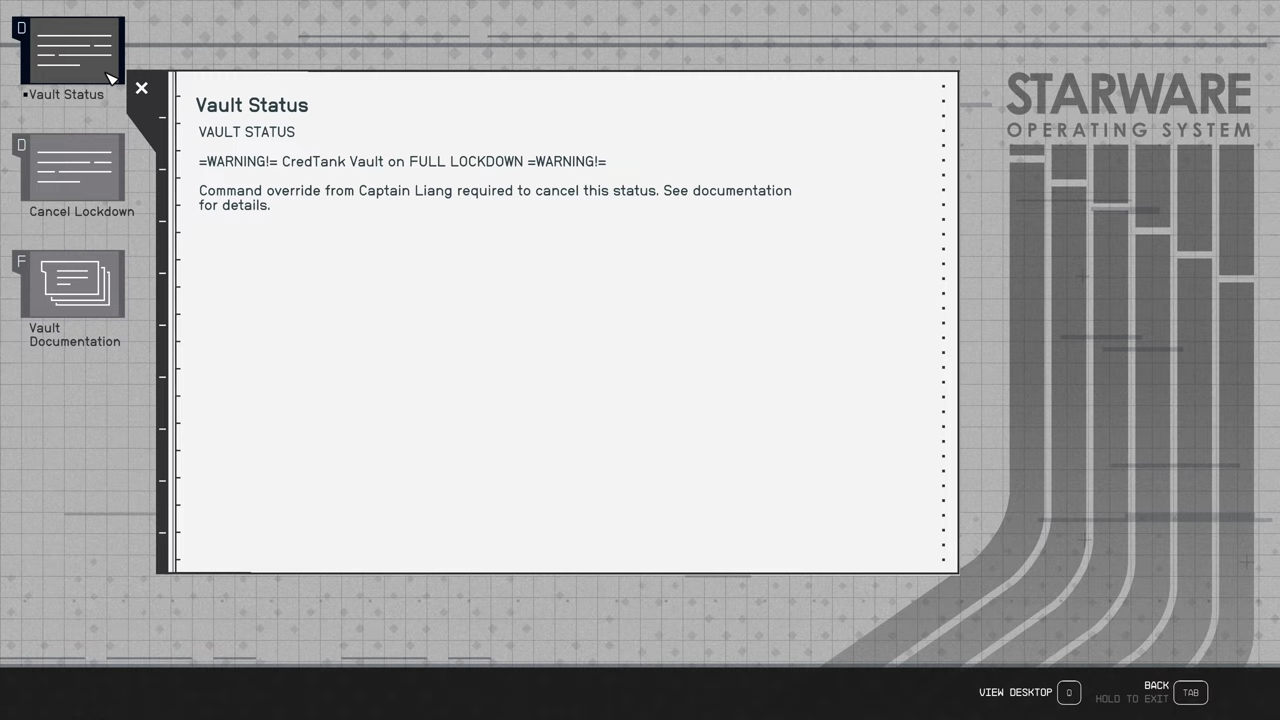 D
Vault Status
D
Cancel Lockdown
F
Vault
Documentation
Vault Status
VAULT STATUS
=WARNING!= CredTank Vault on FULL LOCKDOWN =WARNING!=
Command override from Captain Liang required to cancel this status. See documentation
for details.
STARWARE
OPERATING SYSTEM
VIEW DESKTOP Q
BACK
HOLD TO EXIT TAB